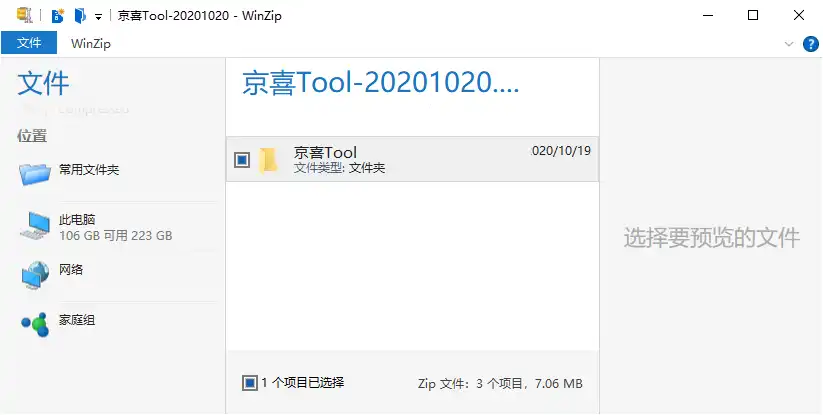 京喜Tool-20201020 - WinZip
文件
WinZip
?
文件
位置
常用文件夹
此电脑
106 GB 可用 223 GB
网络
家庭组
京喜Tool-20201020....
京喜Tool
020/10/19
文件类型: 文件夹
1 个项目已选择
Zip 文件: 3 个项目, 7.06 MB
选择要预览的文件